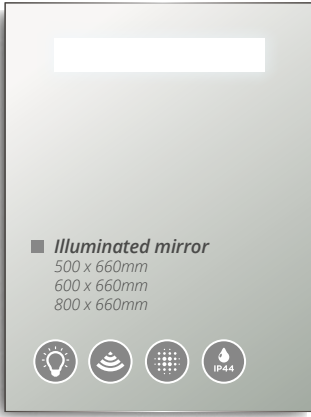 Illuminated mirror
500 x 660mm
600 x 660mm
800 x 660mm
IP44